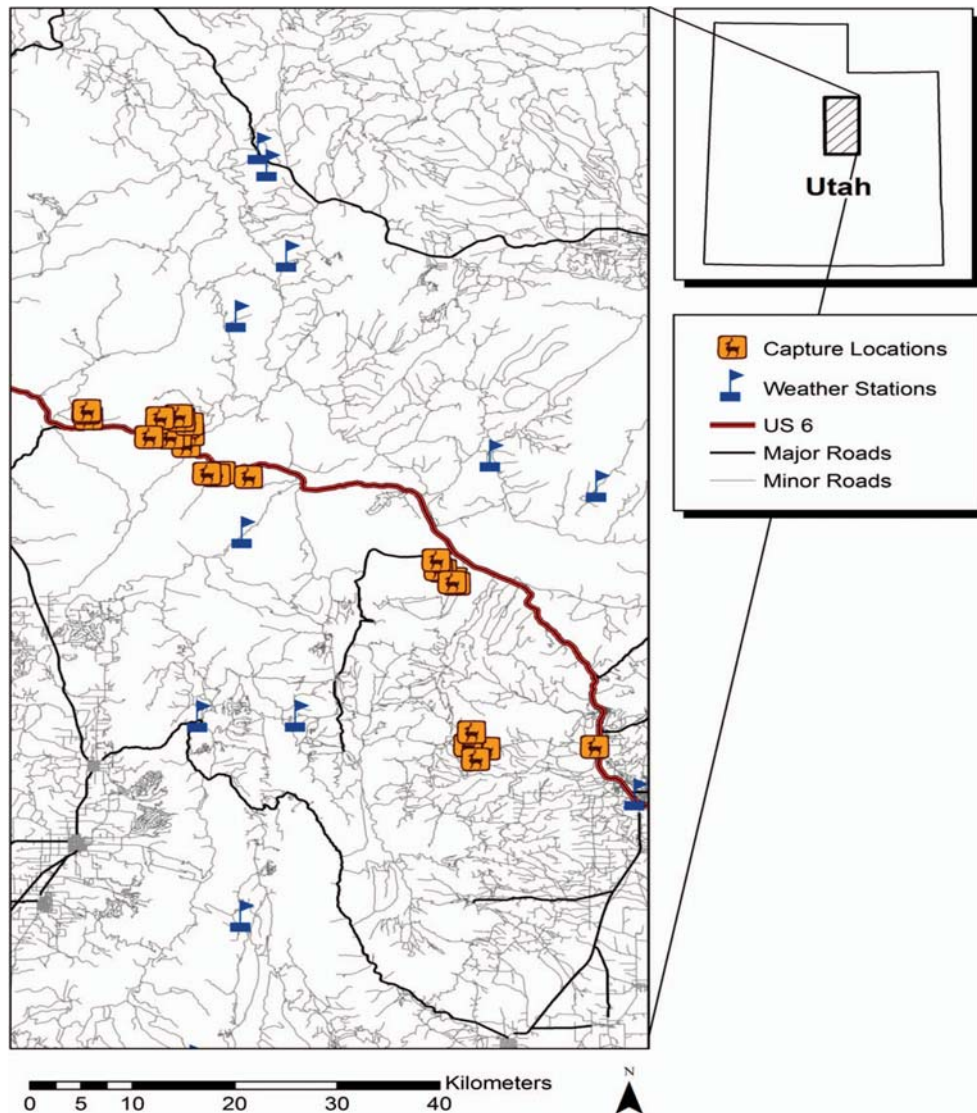 Utah
Capture Locations
Weather Stations
US 6
Major Roads
Minor Roads
Kilometers
0 5 10 20 30 40
N